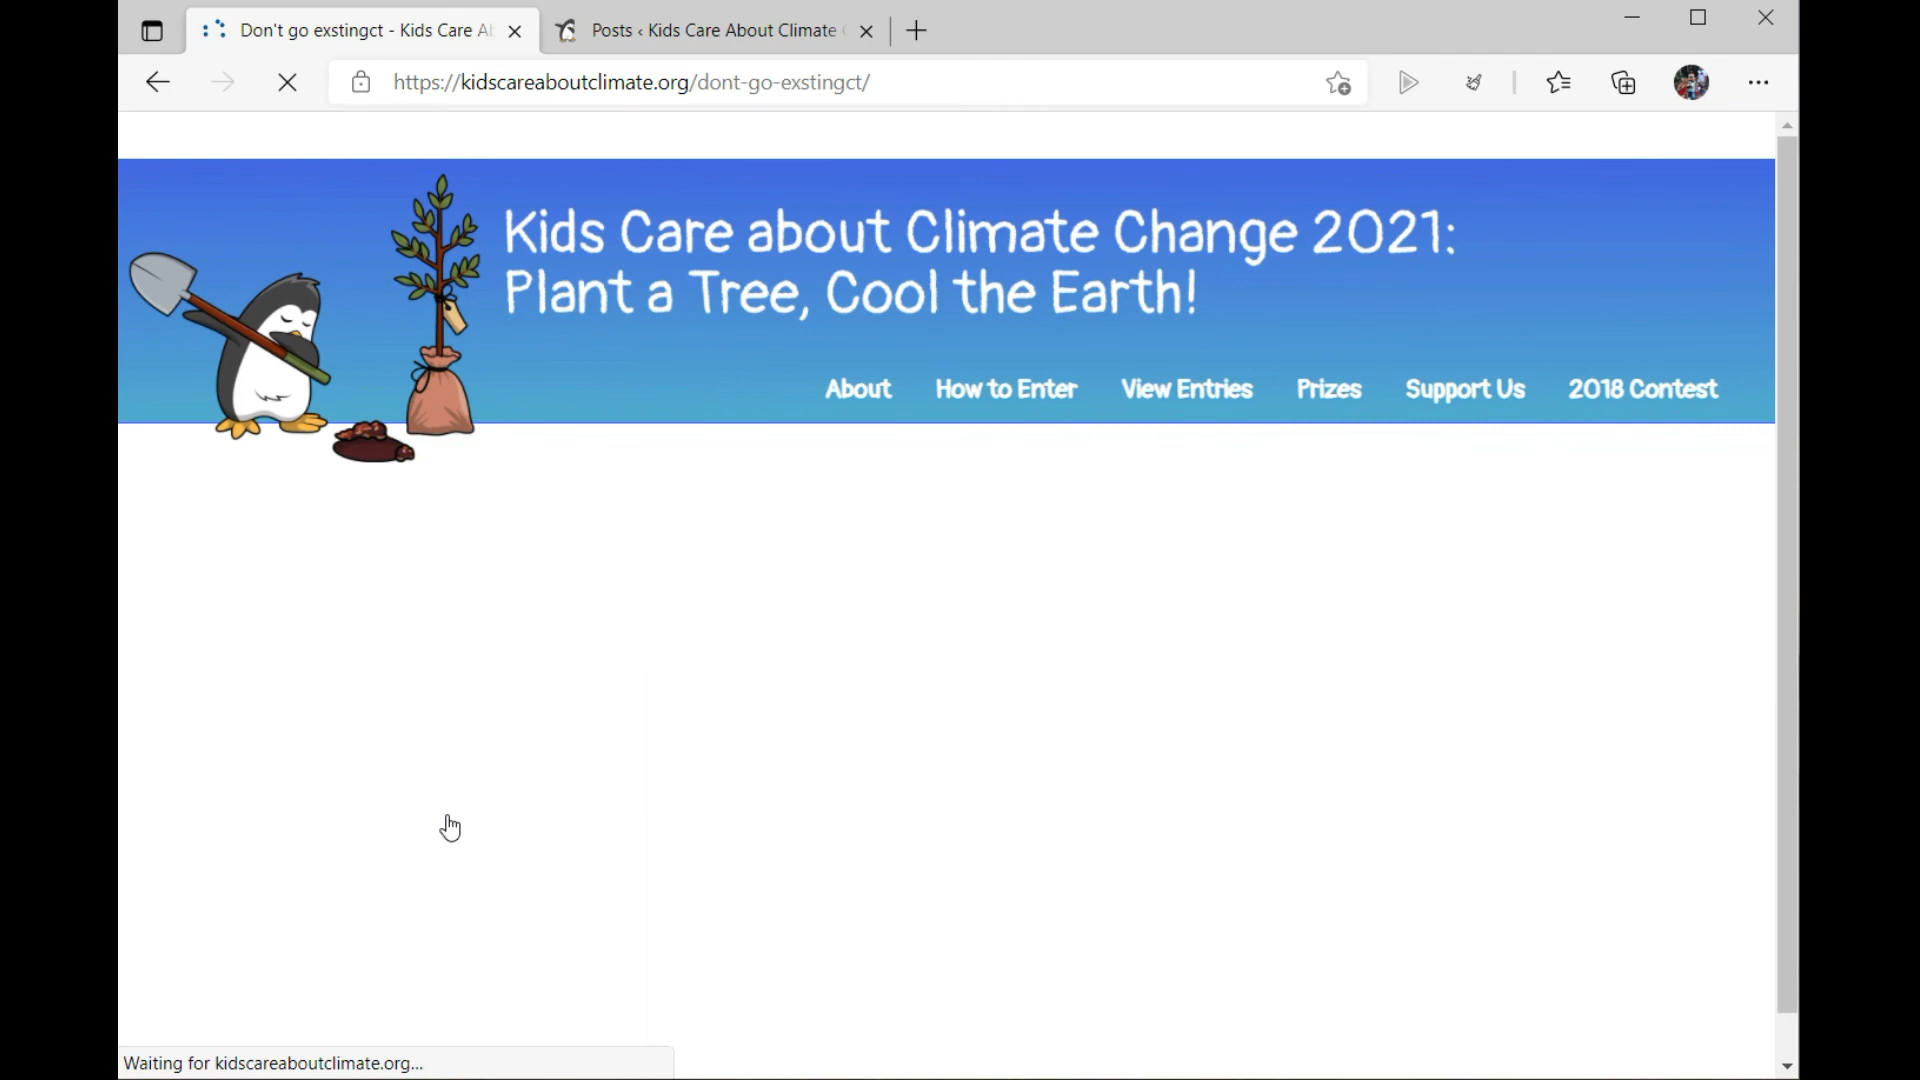 Don't go exstingct - Kids Care Ab
Posts ‹ Kids Care About Climate
https://kidscareaboutclimate.org/dont-go-exstingct/
Kids Care about Climate Change 2021:
Plant a Tree, Cool the Earth!
About How to Enter View Entries Prizes Support Us 2018 Contest
Waiting for kidscareaboutclimate.org...